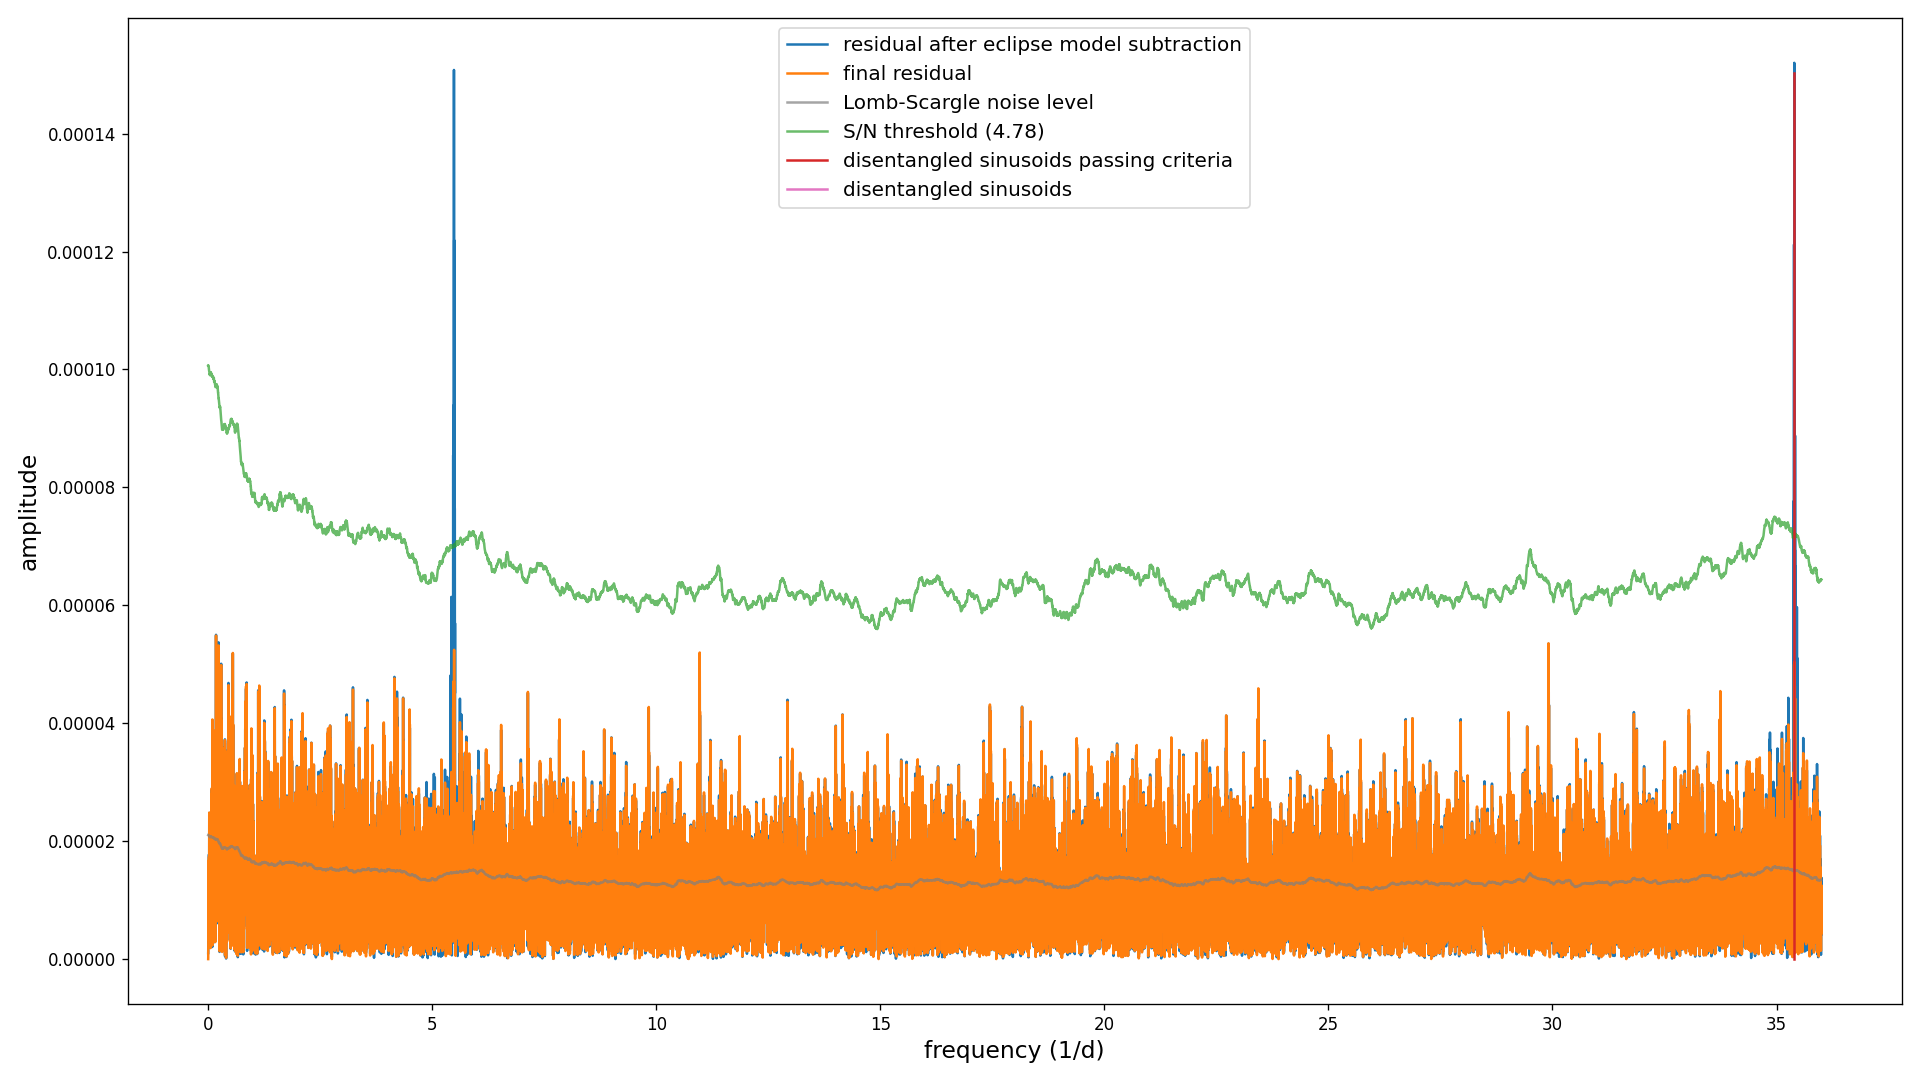 residual after eclipse model subtraction
final residual
Lomb-Scargle noise level
S/N threshold (4.78)
disentangled sinusoids passing criteria
disentangled sinusoids
0.00014
0.00012
0.00010
0.00008
0.00006
0.00004
0.00002
0.00000
amplitude
0 5 10 15 20 25 30 35
frequency (1/d)